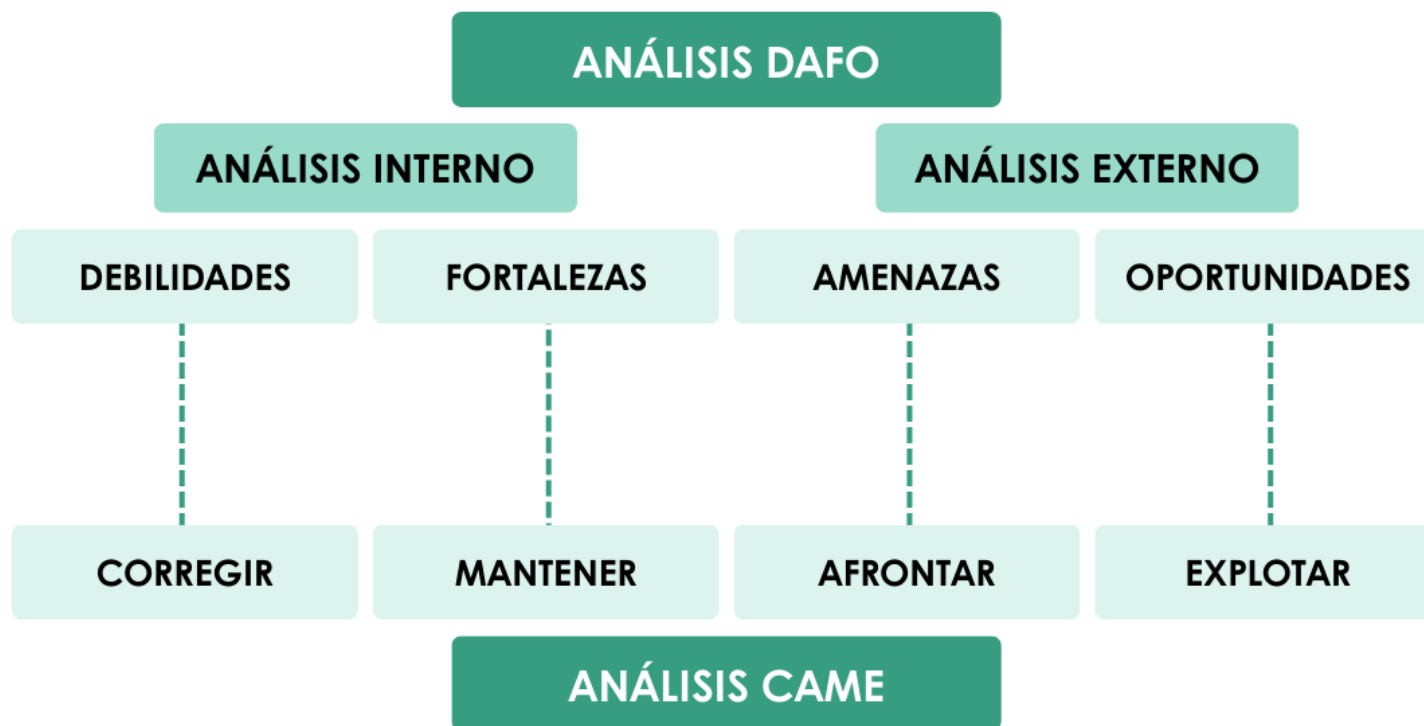 ANÁLISIS DAFO
ANÁLISIS INTERNO
ANÁLISIS EXTERNO
DEBILIDADES
FORTALEZAS
AMENAZAS
OPORTUNIDADES
CORREGIR
MANTENER
AFRONTAR
EXPLOTAR
ANÁLISIS CAME